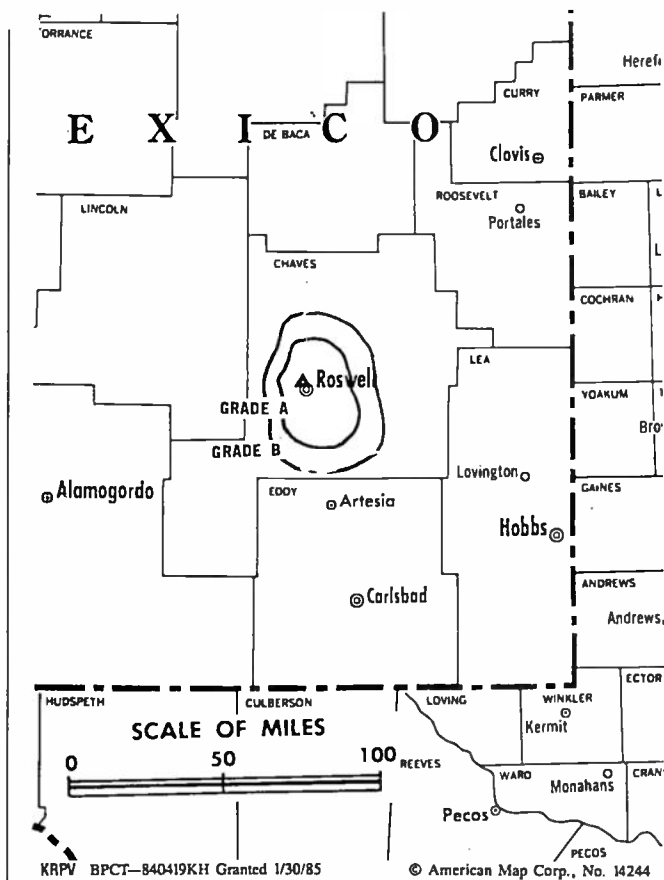 ORRANCE
CURRY
Heref
PARMER
E X I C O
DE BACA
Clovis
LINCOLN
ROOSEVELT
BAILEY
L
Portales
L
CHAVES
COCHRAN
H
LEA
Roswell
YOAKUM
GRADE A
Bro
GRADE B
Lovington
Alamogordo
EDDY
Artesia
GAINES
Hobbs
ANDREWS
Carlsbad
Andrews
ECTOR
HUDSPETH
CULBERSON
LOVING
WINKLER
SCALE OF MILES
Kermit
0 50 100
REEVES
WARD
Monahans
CRAN
Pecos
PECOS
KRPV BPCT—840419KH Granted 1/30/85
© American Map Corp., No. 14244